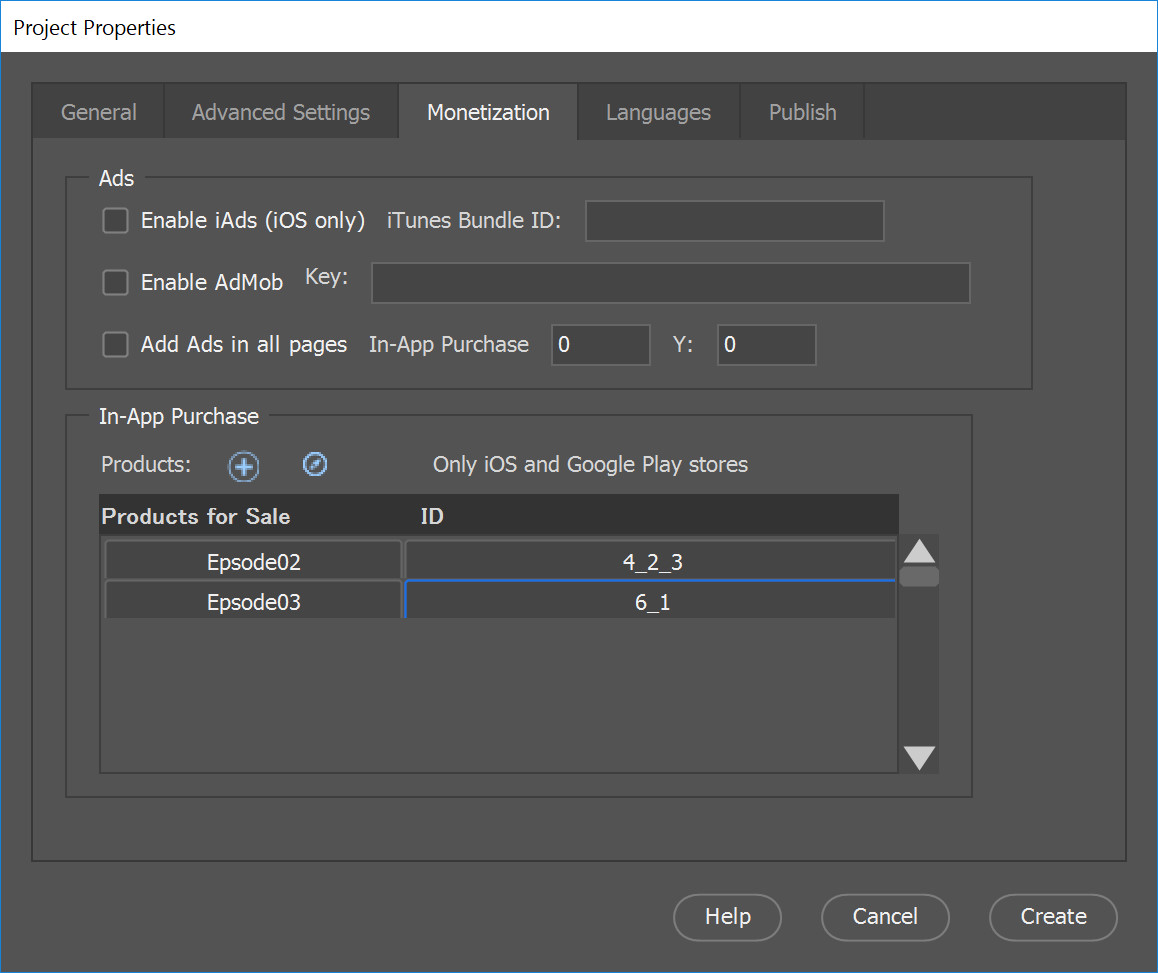 Project Properties
General Advanced Settings Monetization Languages Publish
Ads
Enable iAds (iOS only) iTunes Bundle ID:
Enable AdMob Key:
Add Ads in all pages In-App Purchase 0 Y: 0
In-App Purchase
Products: Only iOS and Google Play stores
Products for Sale ID
Epsode02 4_2_3
Epsode03 6_1
Help Cancel Create